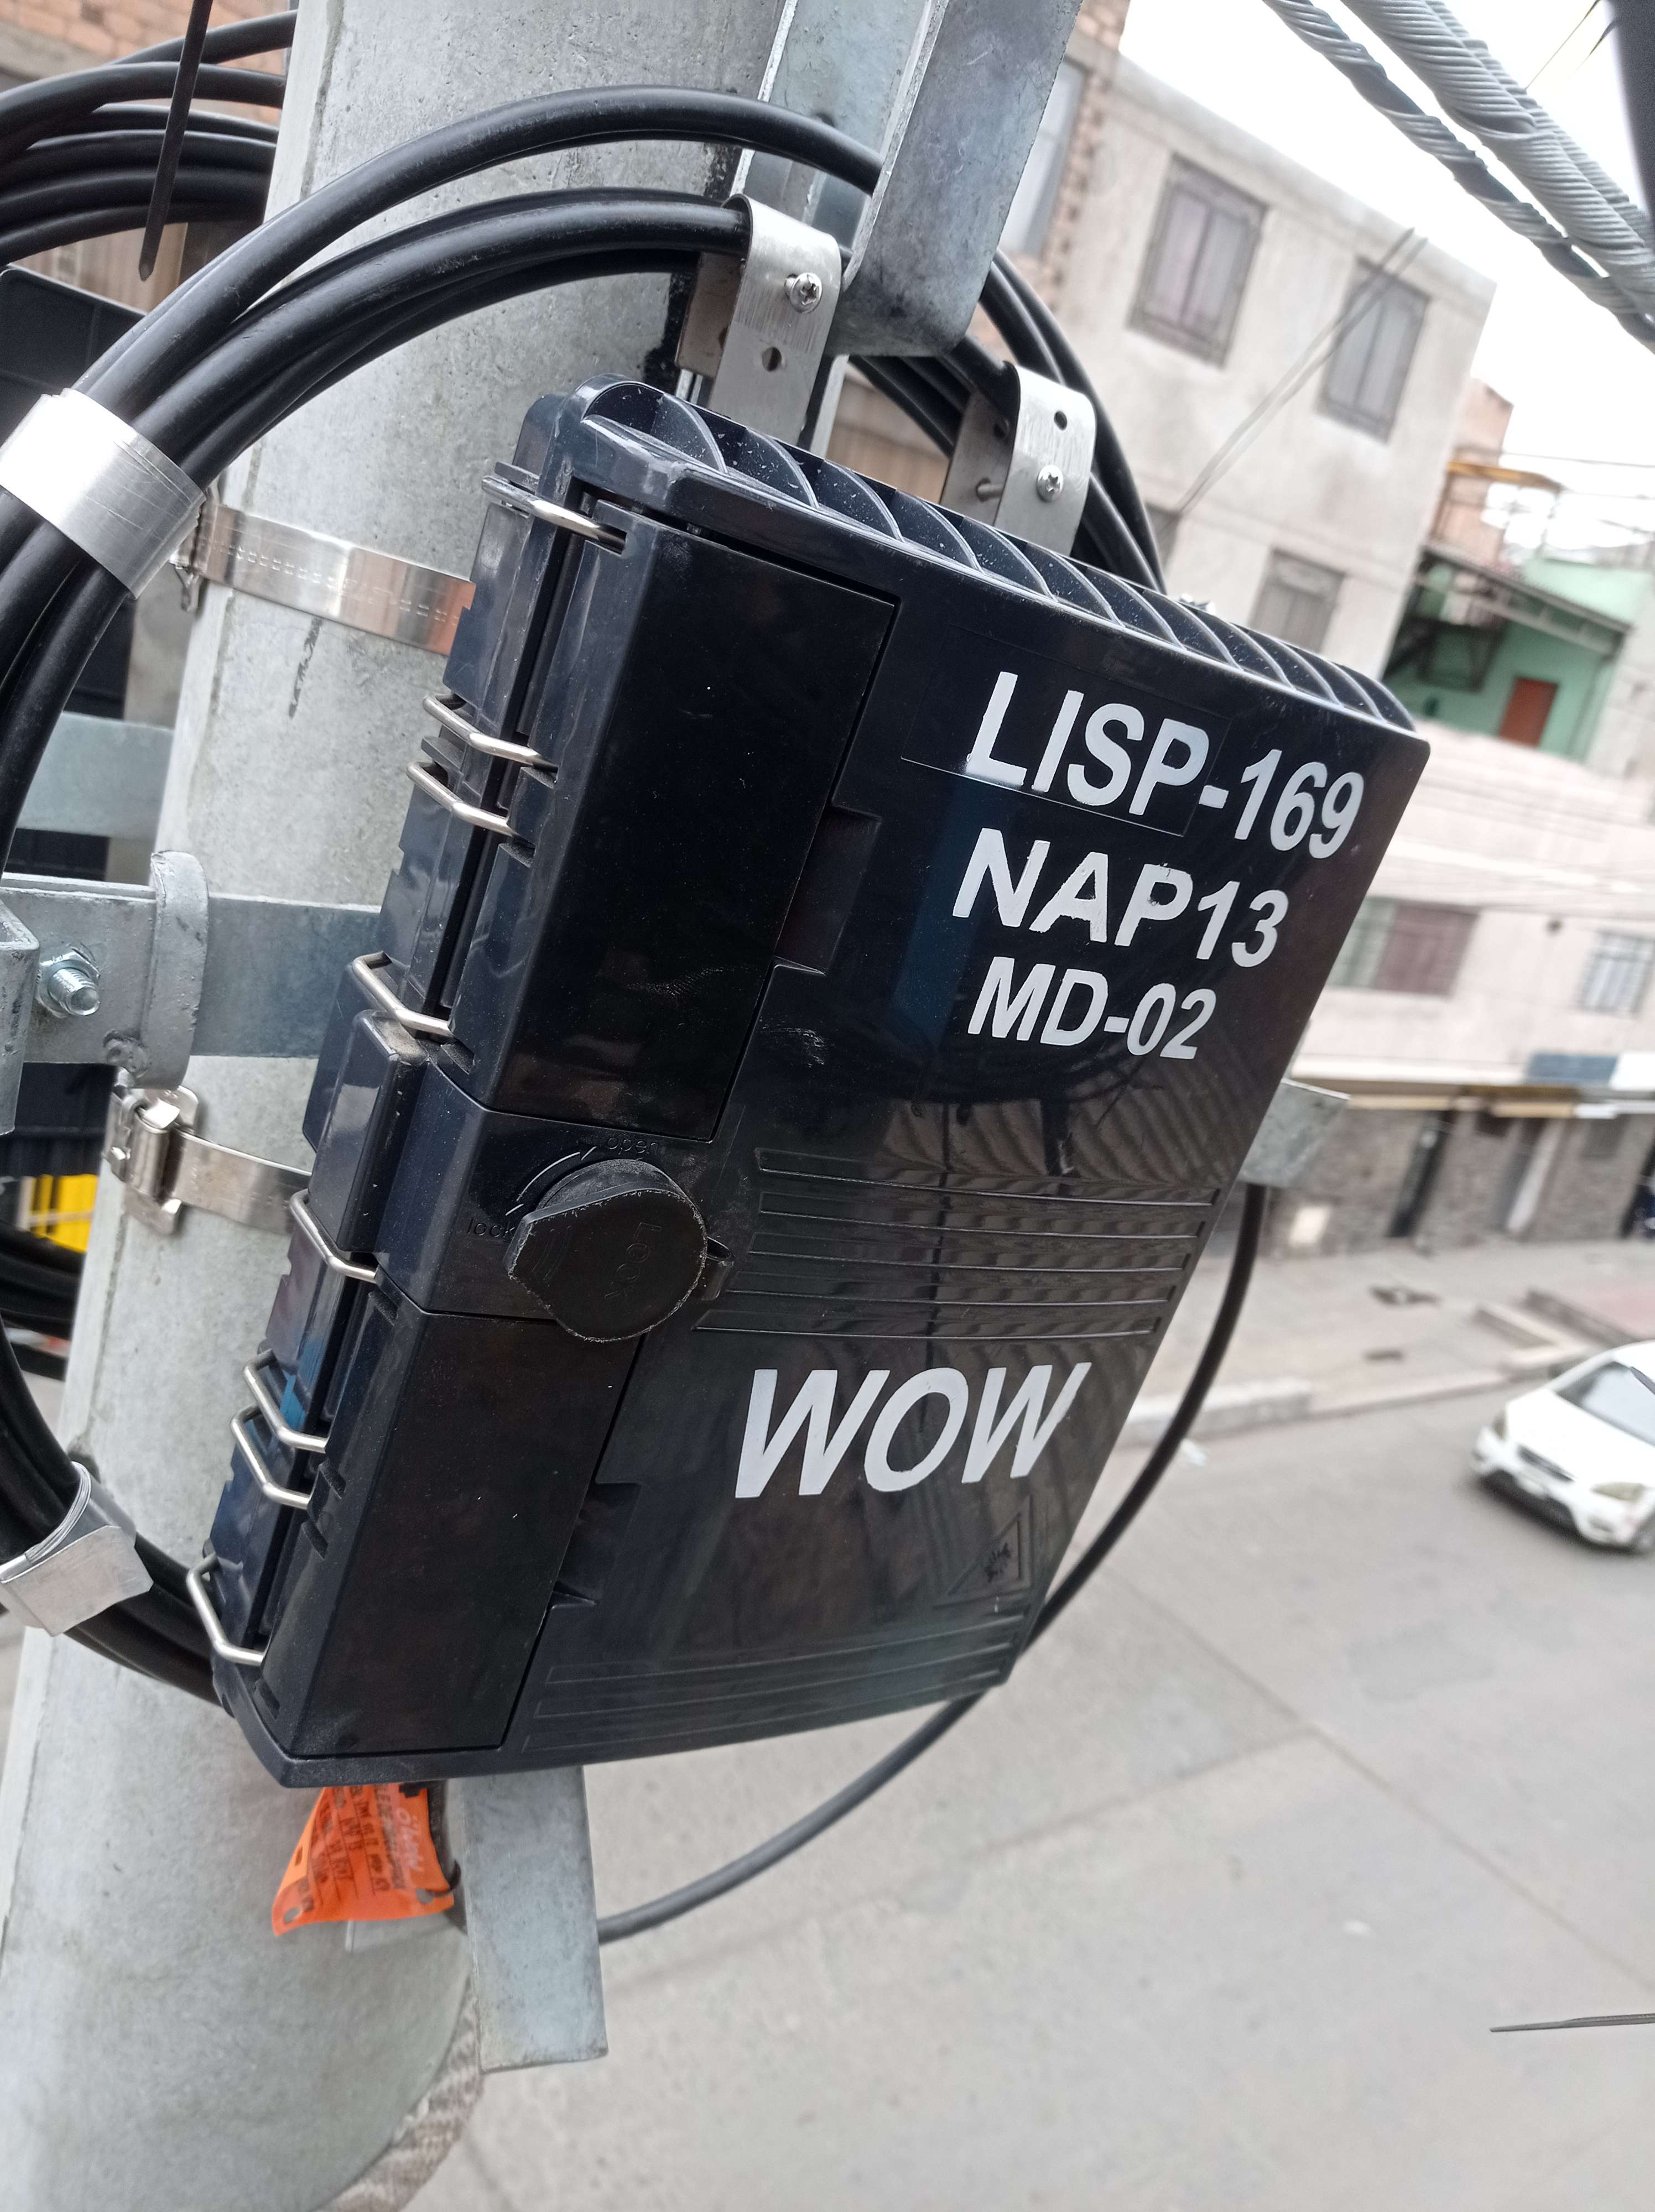 LISP-169
NAP13
MD-02
open
lock
LOCK
WOW